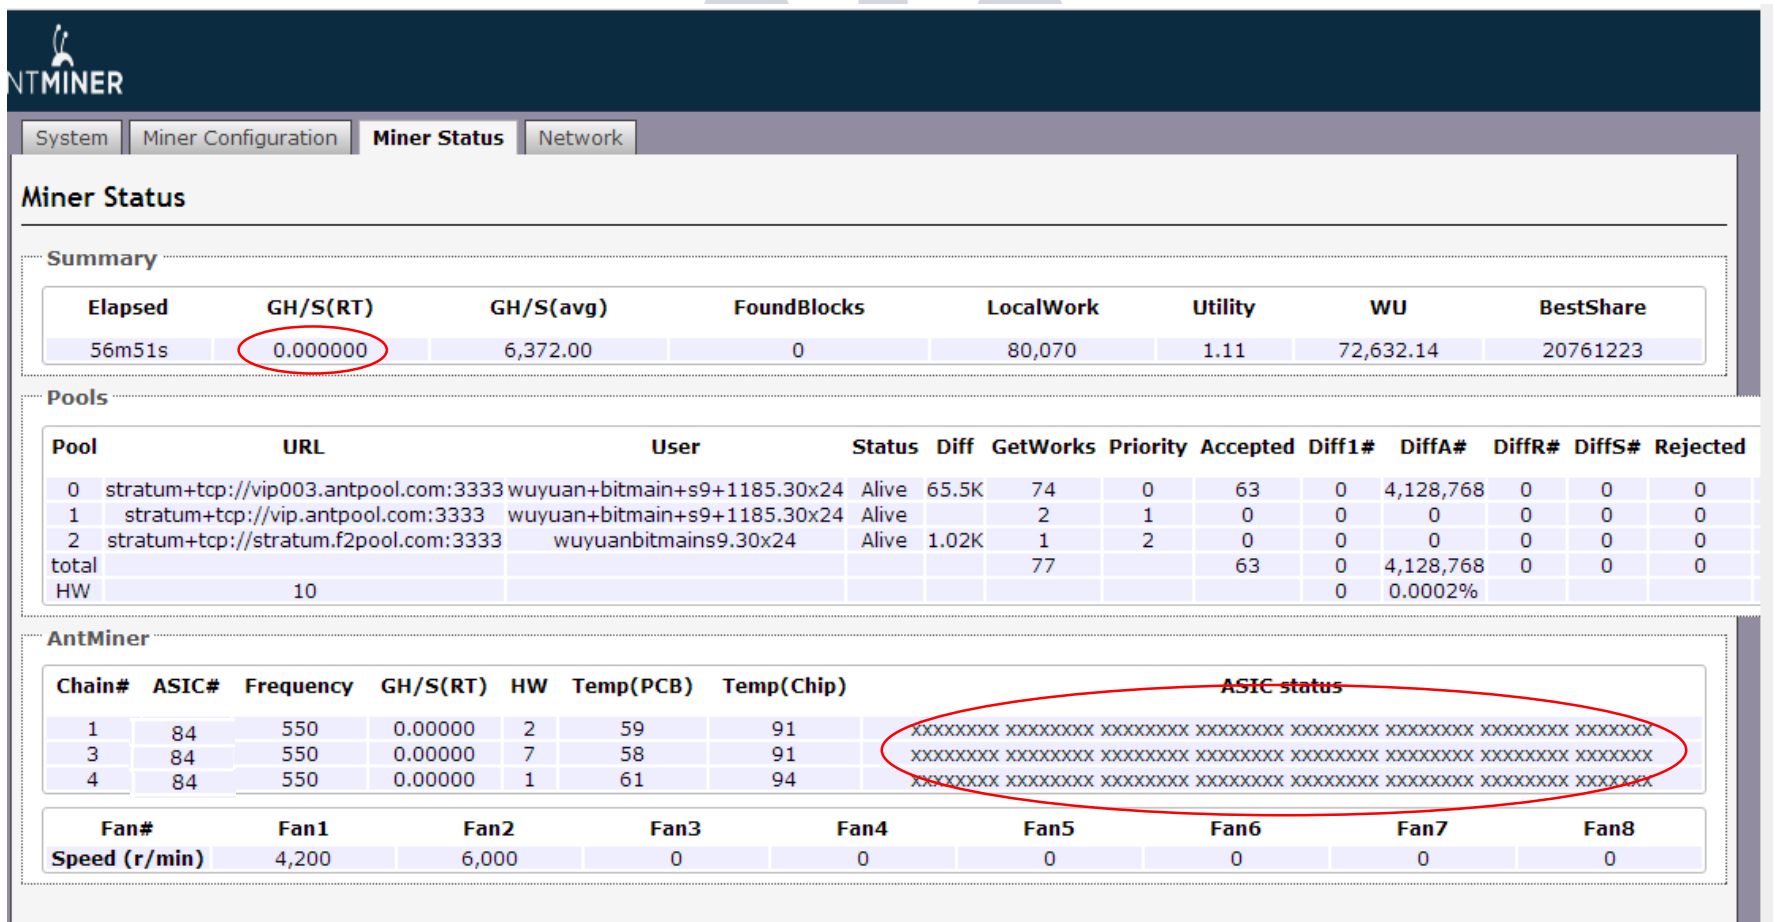 NTMINER
System Miner Configuration Miner Status Network
Miner Status
Summary
Elapsed GH/S(RT) GH/S(avg) FoundBlocks LocalWork Utility WU BestShare
56m51s 0.000000 6,372.00 0 80,070 1.11 72,632.14 20761223
Pools
Pool URL User Status Diff GetWorks Priority Accepted Diff1# DiffA# DiffR# DiffS# Rejected
0 stratum+tcp://vip003.antpool.com:3333 wuyuan+bitmain+s9+1185.30x24 Alive 65.5K 74 0 63 0 4,128,768 0 0 0
1 stratum+tcp://vip.antpool.com:3333 wuyuan+bitmain+s9+1185.30x24 Alive 2 1 0 0 0 0 0 0
2 stratum+tcp://stratum.f2pool.com:3333 wuyuanbitmains9.30x24 Alive 1.02K 1 2 0 0 0 0 0 0
total 77 63 0 4,128,768 0 0 0
HW 10 0 0.0002%
AntMiner
Chain# ASIC# Frequency GH/S(RT) HW Temp(PCB) Temp(Chip) ASIC status
1 84 550 0.00000 2 59 91 xxxxxxxx xxxxxxxx xxxxxxxx xxxxxxxx xxxxxxxx xxxxxxxx xxxxxxxx xxxxxxx
3 84 550 0.00000 7 58 91 xxxxxxxx xxxxxxxx xxxxxxxx xxxxxxxx xxxxxxxx xxxxxxxx xxxxxxxx xxxxxxx
4 84 550 0.00000 1 61 94 xxxxxxxx xxxxxxxx xxxxxxxx xxxxxxxx xxxxxxxx xxxxxxxx xxxxxxxx xxxxxxx
Fan# Fan1 Fan2 Fan3 Fan4 Fan5 Fan6 Fan7 Fan8
Speed (r/min) 4,200 6,000 0 0 0 0 0 0